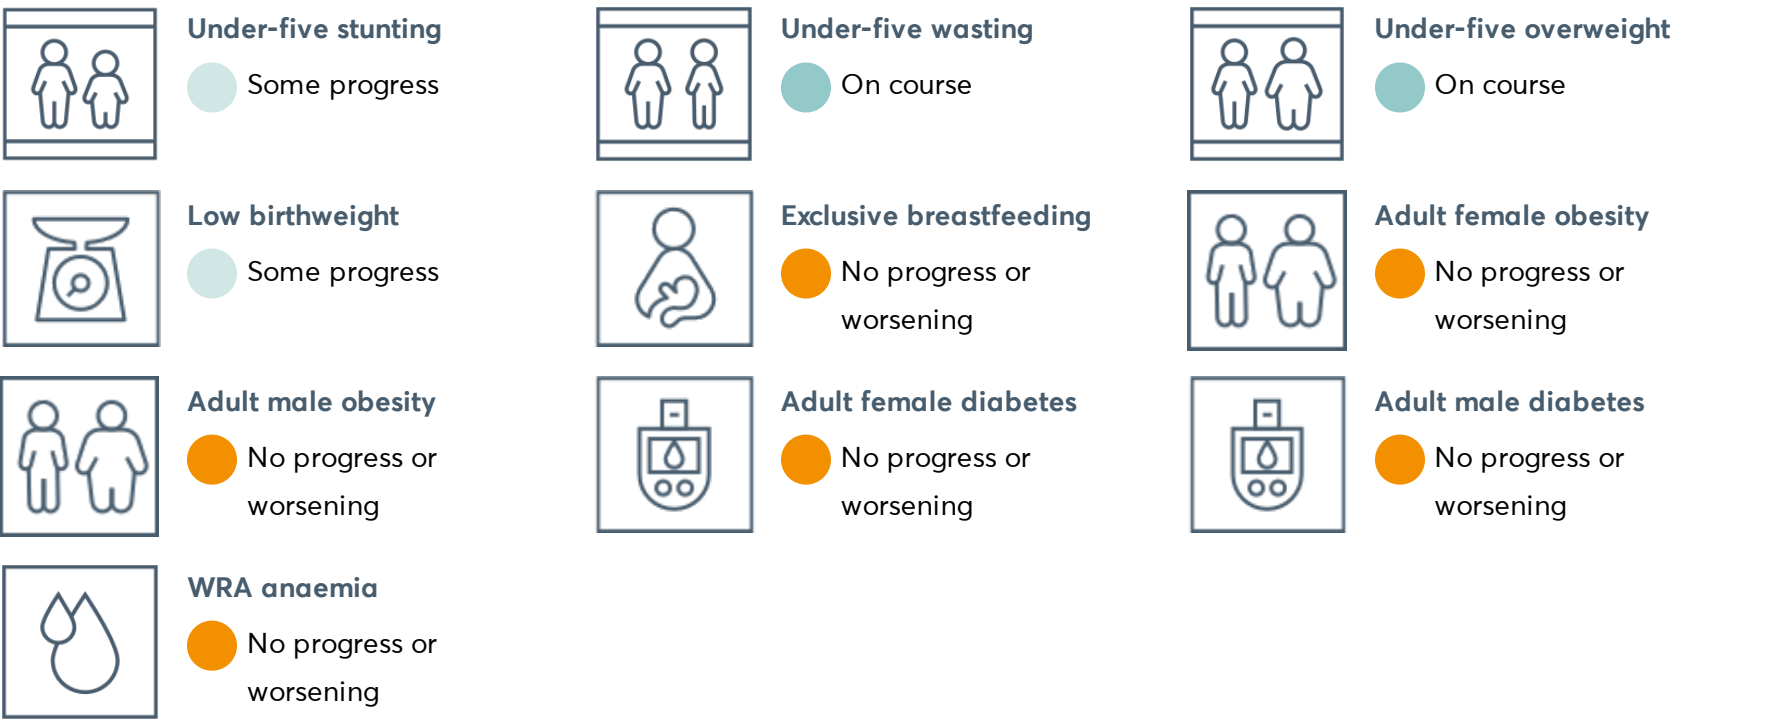 Under-five stunting
Some progress
Under-five wasting
On course
Under-five overweight
On course
Low birthweight
Some progress
Exclusive breastfeeding
No progress or
worsening
Adult female obesity
No progress or
worsening
Adult male obesity
No progress or
worsening
Adult female diabetes
No progress or
worsening
Adult male diabetes
No progress or
worsening
WRA anaemia
No progress or
worsening